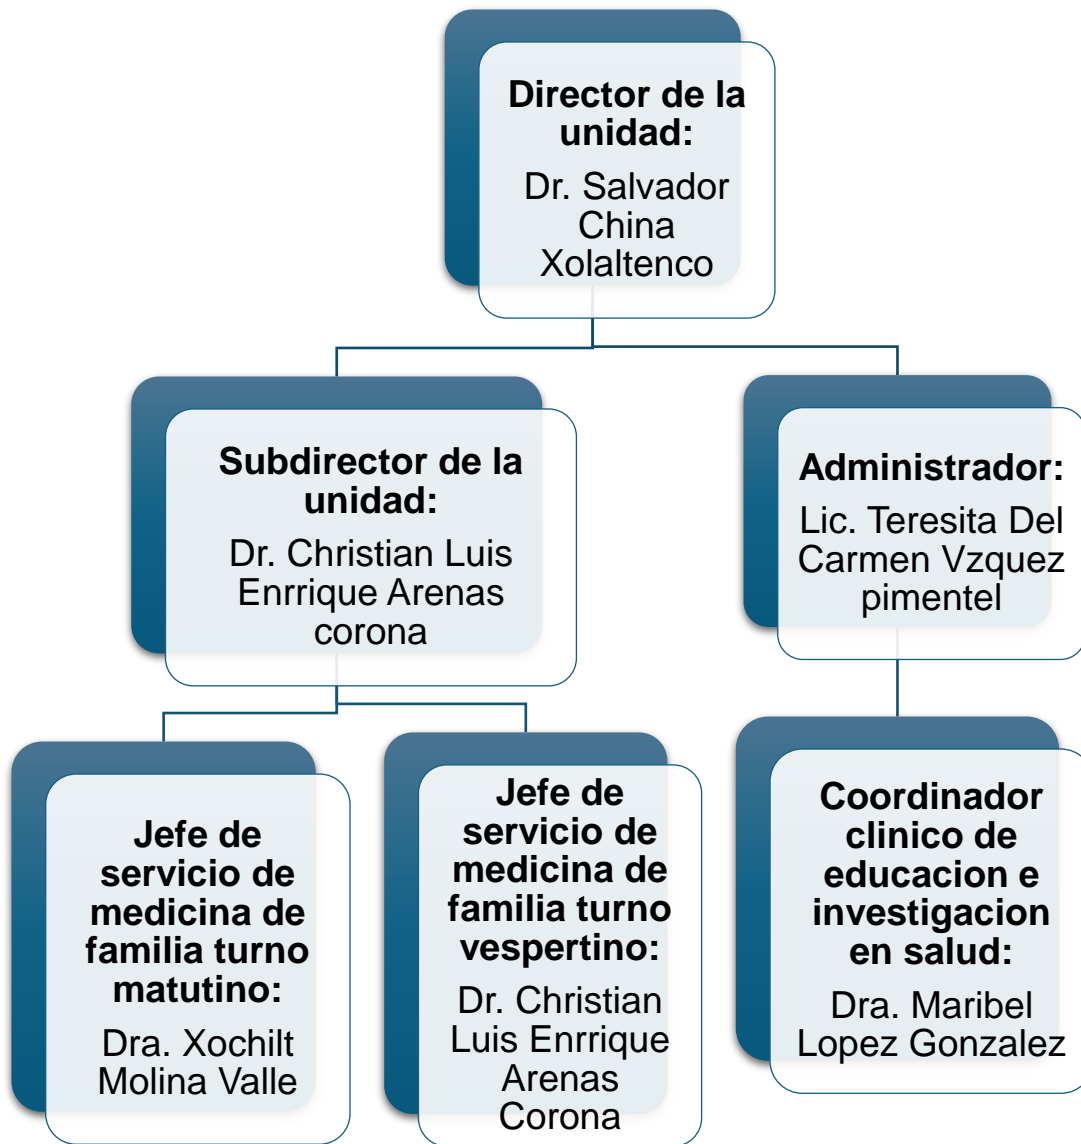 Director de la
unidad:
Dr. Salvador
China
Xolaltenco
Subdirector de la
unidad:
Dr. Christian Luis
Enrrique Arenas
corona
Administrador:
Lic. Teresita Del
Carmen Vzquez
pimentel
Jefe de
servicio de
medicina de
familia turno
matutino:
Dra. Xochilt
Molina Valle
Jefe de
servicio de
medicina de
familia turno
vespertino:
Dr. Christian
Luis Enrrique
Arenas
Corona
Coordinador
clinico de
educacion e
investigacion
en salud:
Dra. Maribel
Lopez Gonzalez